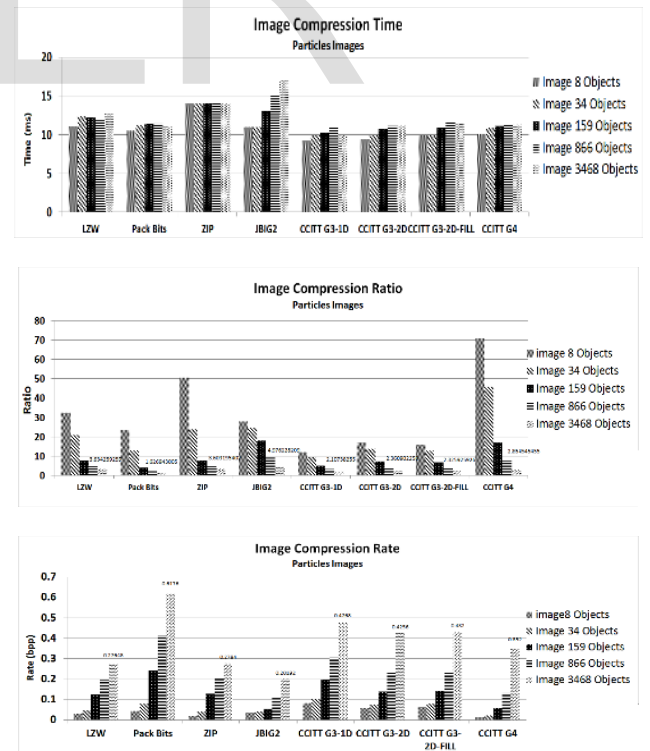 Image Compression Time
Particles Images
20
15
10
5
0
Time (ms)
LZW Pack Bits ZIP JBIG2 CCITT G3-1D CCITT G3-2D CCITT G3-2D-FILL CCITT G4
Image 8 Objects
Image 34 Objects
Image 159 Objects
Image 866 Objects
Image 3468 Objects
Image Compression Ratio
Particles Images
80
70
60
50
40
30
20
10
0
Ratio
LZW Pack Bits ZIP JBIG2 CCITT G3-1D CCITT G3-2D CCITT G3-2D-FILL CCITT G4
image 8 Objects
Image 34 Objects
Image 159 Objects
Image 866 Objects
Image 3468 Objects
Image Compression Rate
Particles Images
0.7
0.6
0.5
0.4
0.3
0.2
0.1
0
Rate (bpp)
LZW Pack Bits ZIP JBIG2 CCITT G3-1D CCITT G3-2D CCITT G3-
2D-FILL CCITT G4
image8 Objects
Image 34 Objects
Image 159 Objects
Image 866 Objects
Image 3468 Objects